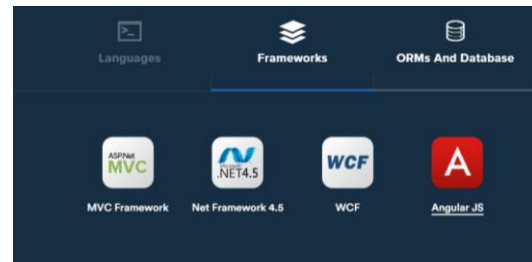 Languages
Frameworks
ORMs And Database
ASP.Net
MVC
Microsoft
.NET4.5
WCF
A
MVC Framework
Net Framework 4.5
WCF
Angular JS